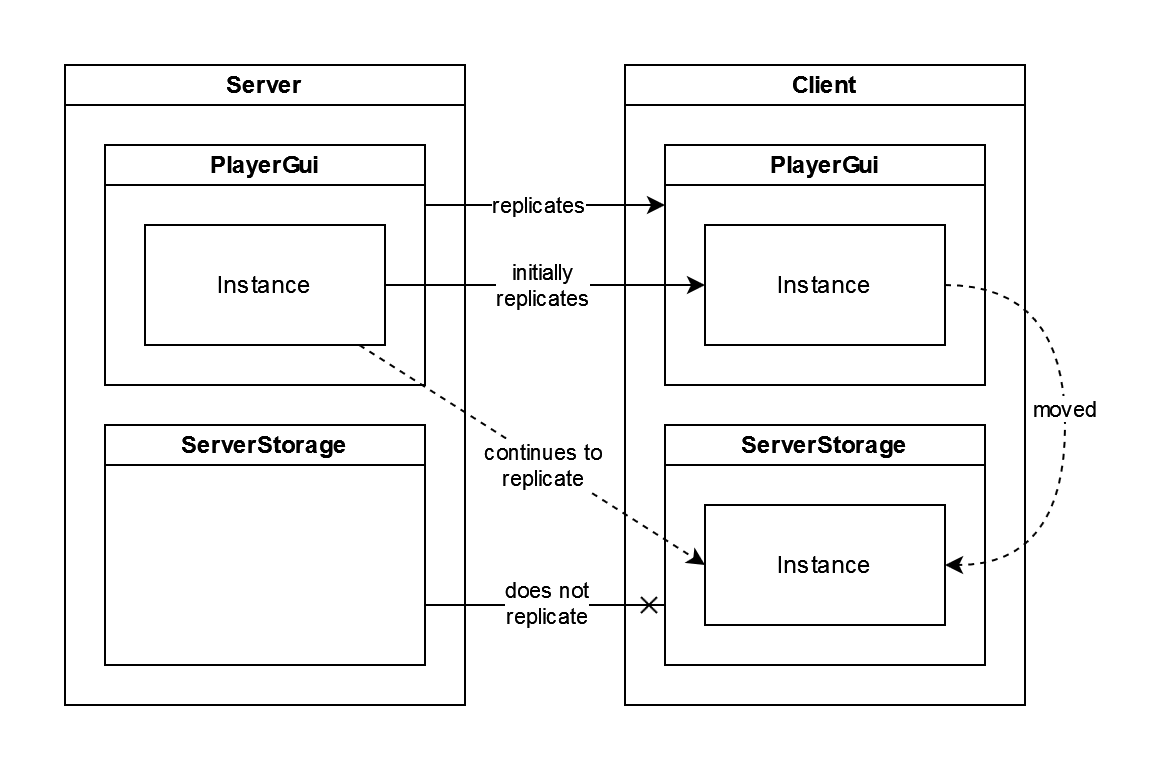 Server
Client
PlayerGui
PlayerGui
replicates
Instance
initially
replicates
Instance
moved
ServerStorage
continues to
replicate
ServerStorage
Instance
does not
replicate